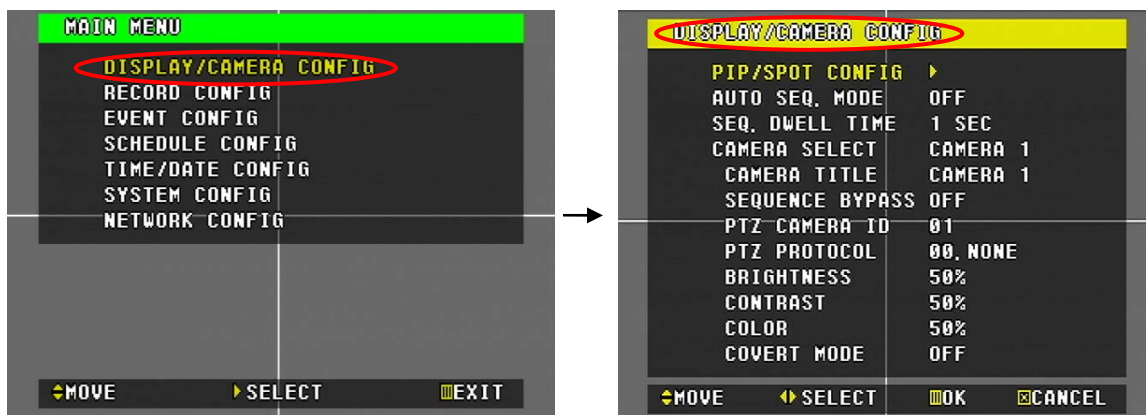 MAIN MENU
DISPLAY/CAMERA CONFIG
RECORD CONFIG
EVENT CONFIG
SCHEDULE CONFIG
TIME/DATE CONFIG
SYSTEM CONFIG
NETWORK CONFIG
MOVE SELECT EXIT
DISPLAY/CAMERA CONFIG
PIP/SPOT CONFIG
AUTO SEQ. MODE OFF
SEQ. DWELL TIME 1 SEC
CAMERA SELECT CAMERA 1
CAMERA TITLE CAMERA 1
SEQUENCE BYPASS OFF
PTZ CAMERA ID 01
PTZ PROTOCOL 00.NONE
BRIGHTNESS 50%
CONTRAST 50%
COLOR 50%
COVERT MODE OFF
MOVE SELECT OK CANCEL